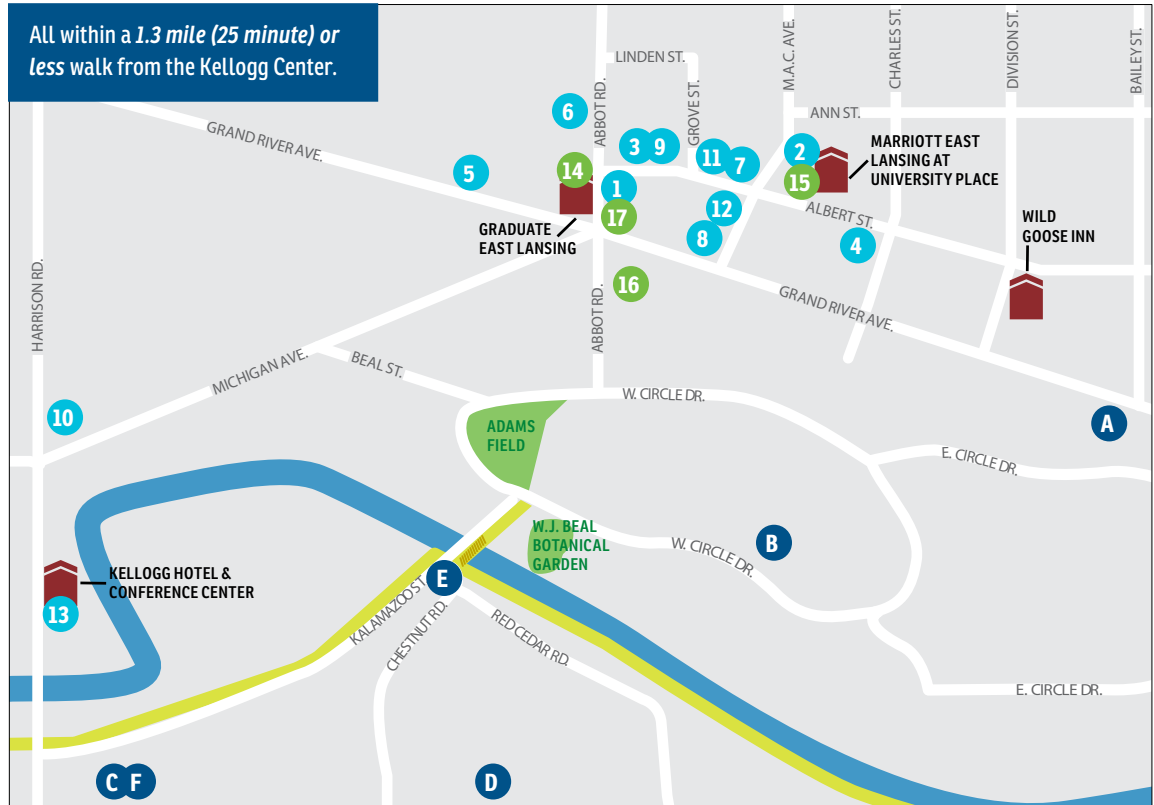 All within a 1.3 mile (25 minute) or
less walk from the Kellogg Center.
LINDEN ST.
ABBOT RD.
GROVE ST.
M.A.C. AVE.
CHARLES ST.
DIVISION ST.
BAILEY ST.
ANN ST.
GRAND RIVER AVE.
6
3
9
11
7
2
15
MARRIOTT EAST
LANSING AT
UNIVERSITY PLACE
5
14
1
17
12
8
ALBERT ST.
4
GRADUATE
EAST LANSING
WILD
GOOSE INN
16
GRAND RIVER AVE.
HARRISON RD.
ABBOT RD.
MICHIGAN AVE.
BEAL ST.
W. CIRCLE DR.
10
A
ADAMS
FIELD
E. CIRCLE DR.
W.J. BEAL
BOTANICAL
GARDEN
W. CIRCLE DR.
B
KELLOGG HOTEL &
CONFERENCE CENTER
13
E
KALAMAZOO ST.
CHESTNUT RD.
RED CEDAR RD.
E. CIRCLE DR.
C
F
D